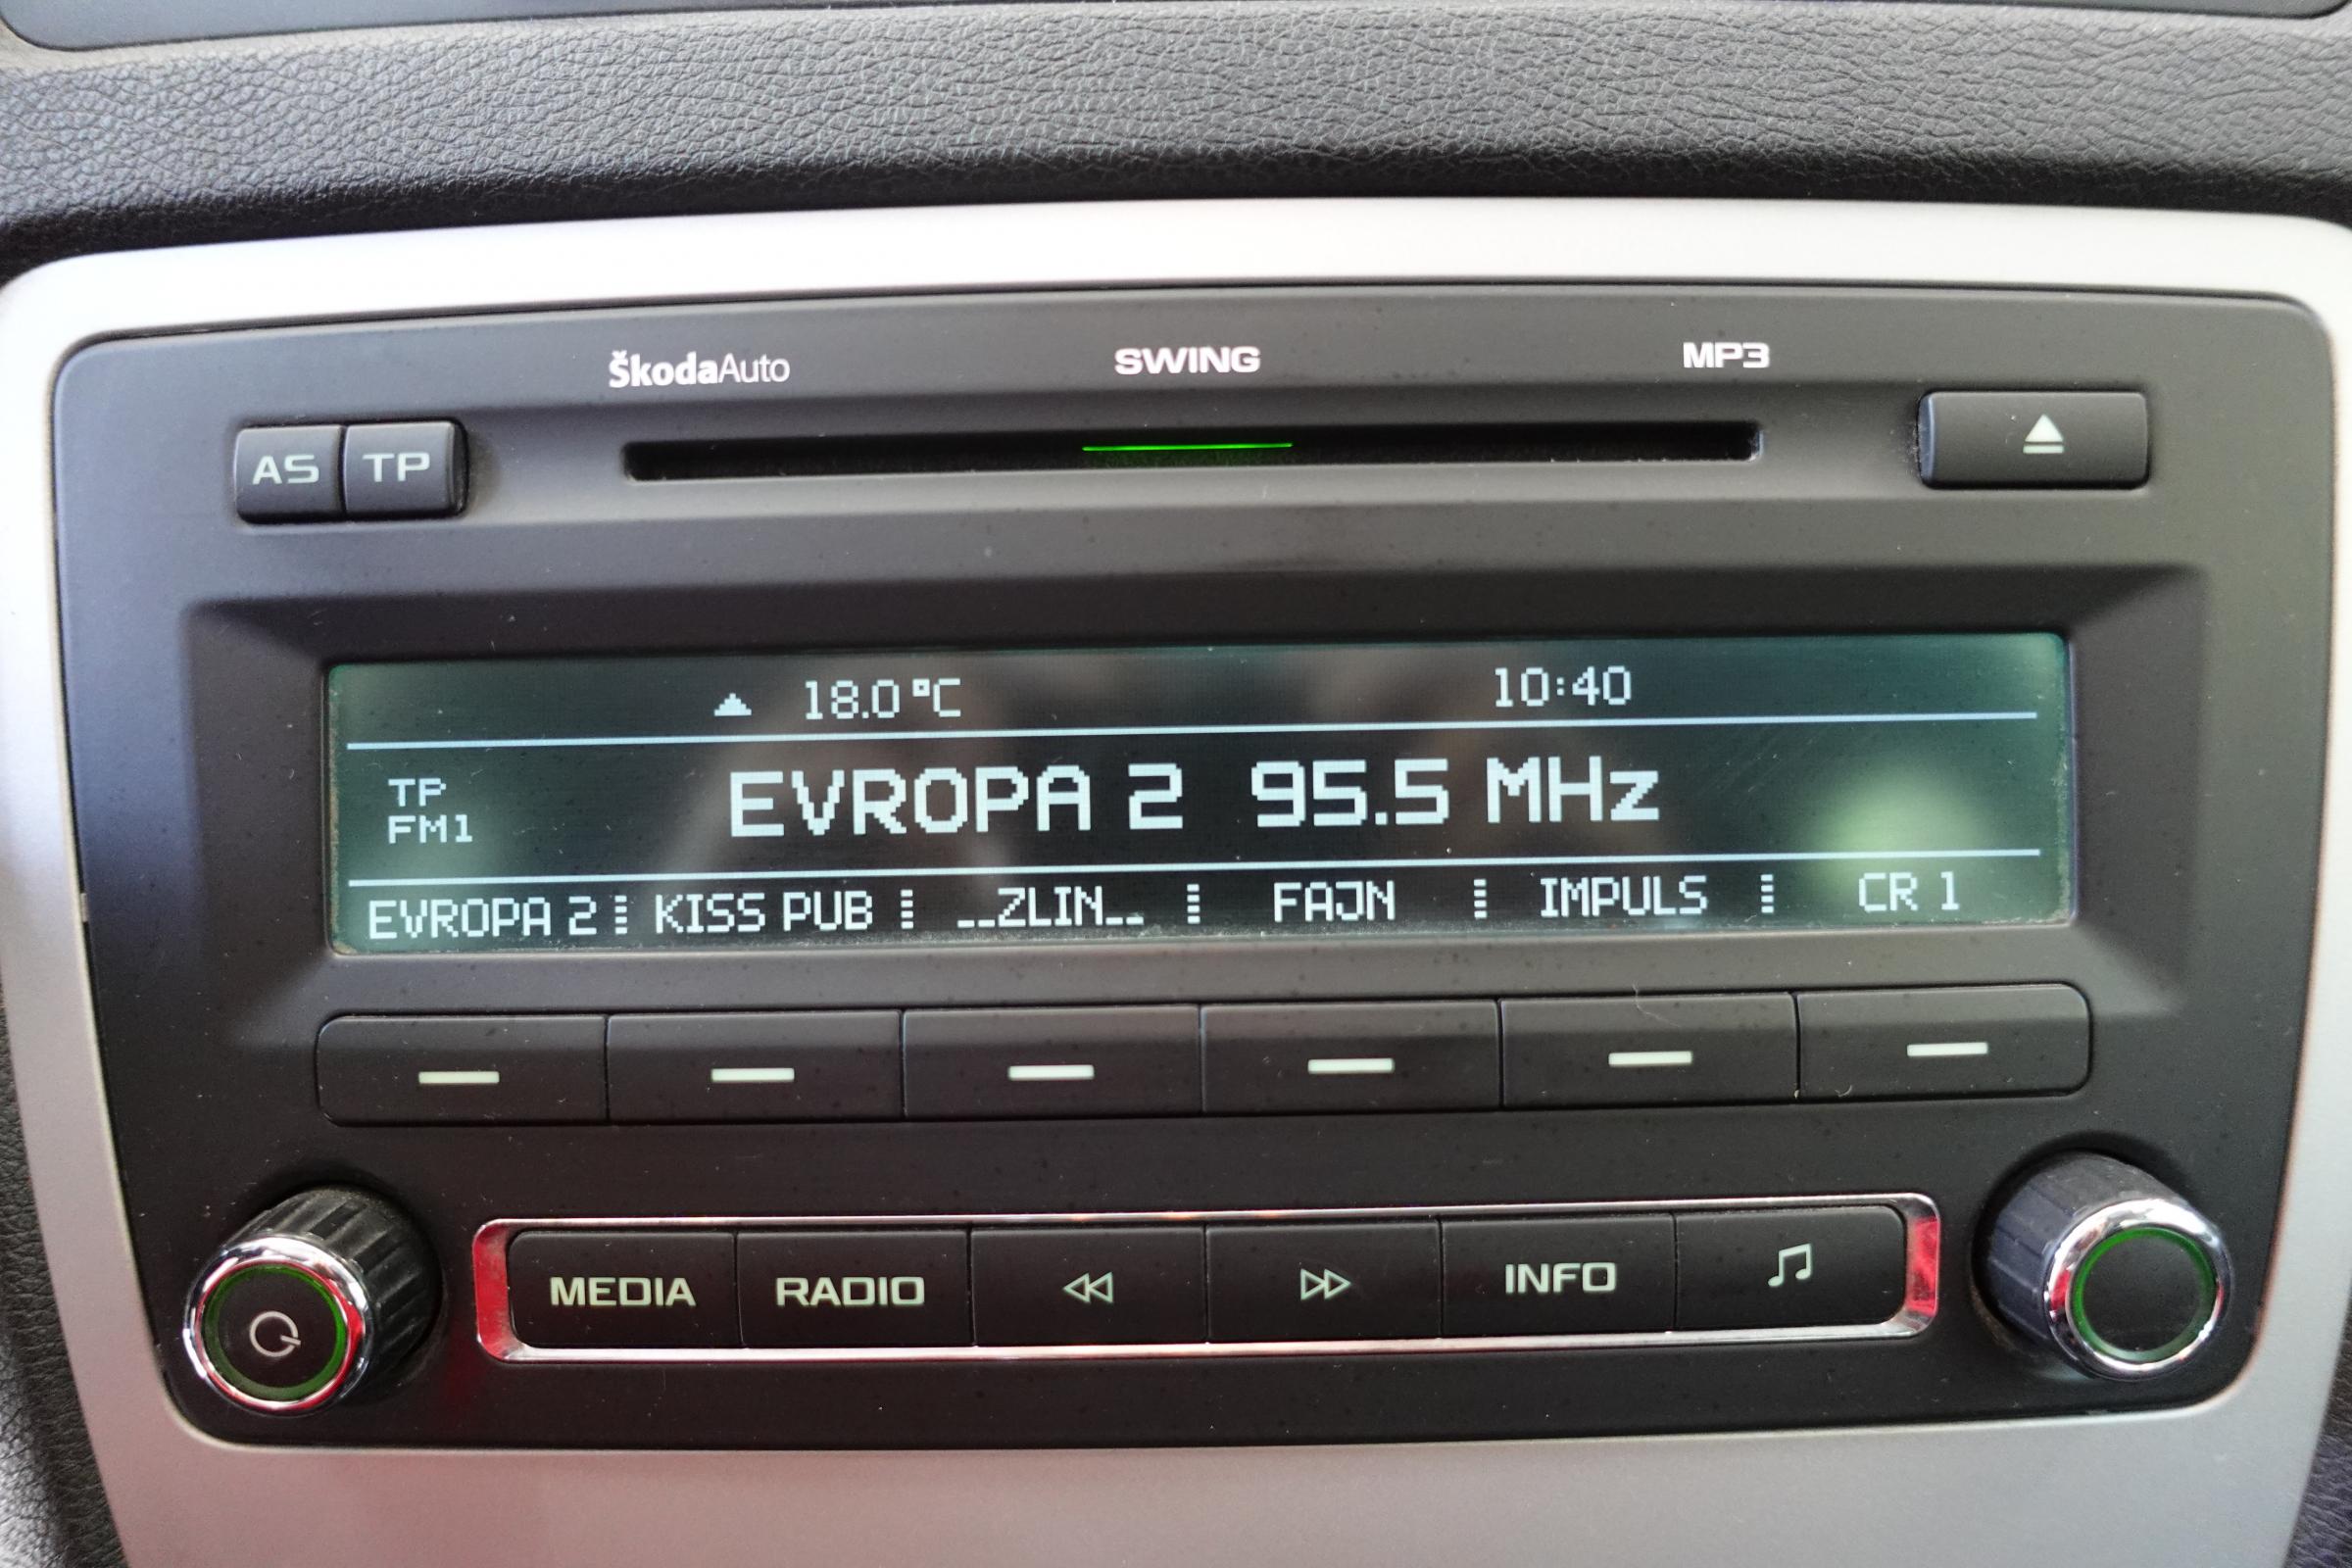 ŠkodaAuto SWING MP3
AS TP
18.0°C 10:40
TP
FM1
EVROPA 2 95.5 MHz
EVROPA 2 KISS PUB __ZLIN__ FAJN IMPULS CR 1
MEDIA RADIO INFO